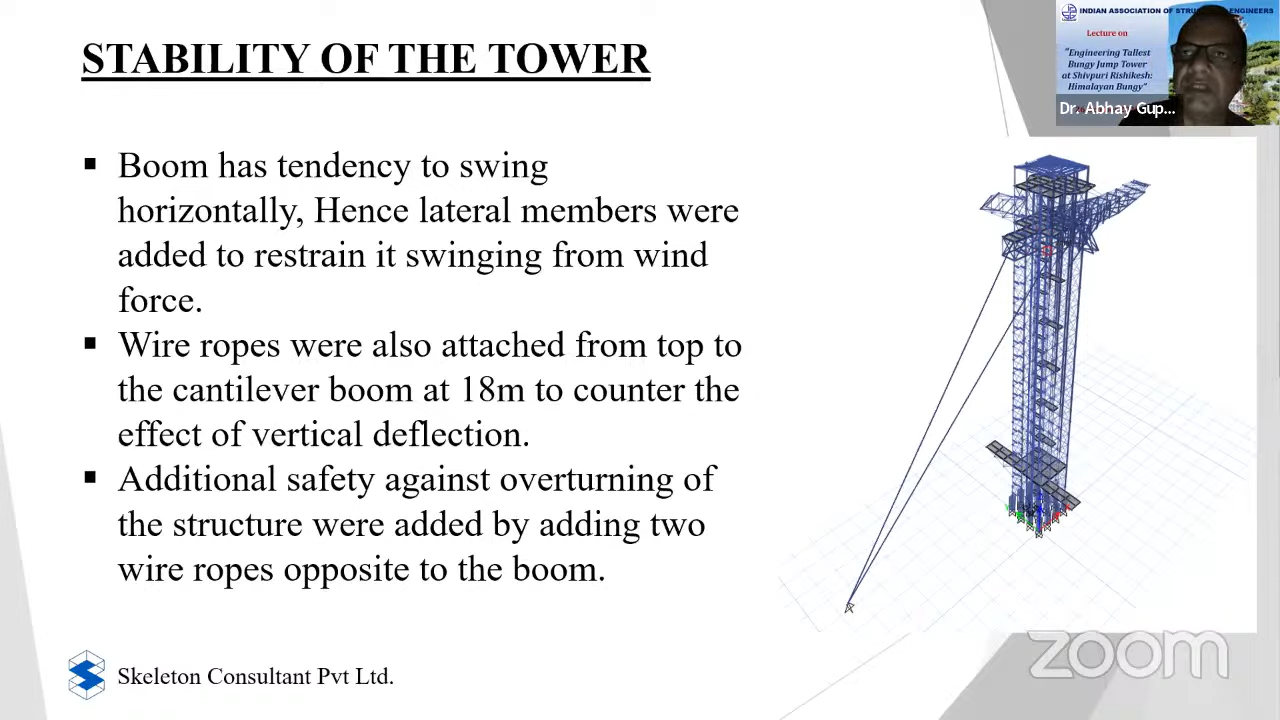 STABILITY OF THE TOWER
▪ Boom has tendency to swing
horizontally, Hence lateral members were
added to restrain it swinging from wind
force.
▪ Wire ropes were also attached from top to
the cantilever boom at 18m to counter the
effect of vertical deflection.
▪ Additional safety against overturning of
the structure were added by adding two
wire ropes opposite to the boom.
Skeleton Consultant Pvt Ltd.
INDIAN ASSOCIATION OF ENGINEERS
Lecture on
"Engineering Tallest
Bungy Jump Tower
at Shivpuri Rishikesh:
Himalayan Bungy"
Dr. Abhay Gup...
zoom